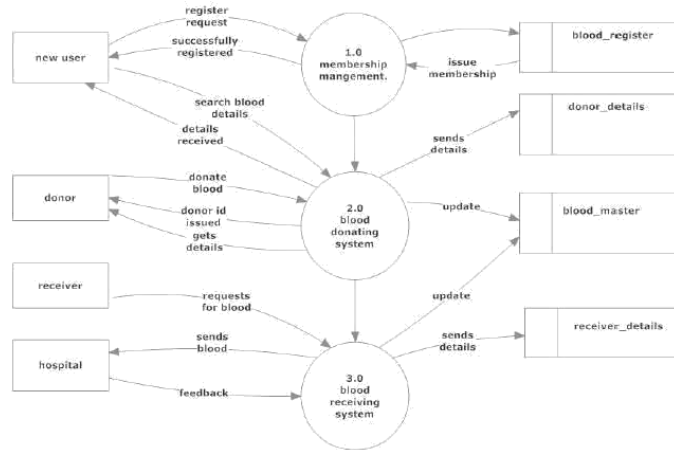 register
request
new user
successfully
registered
1.0
membership
mangement.
blood_register
issue
membership
search blood
details
details
received
donor_details
sends
details
donate
blood
donor
donor id
issued
gets
details
2.0
blood
donating
system
update
blood_master
receiver
requests
for blood
update
receiver_details
sends
blood
sends
details
hospital
feedback
3.0
blood
receiving
system